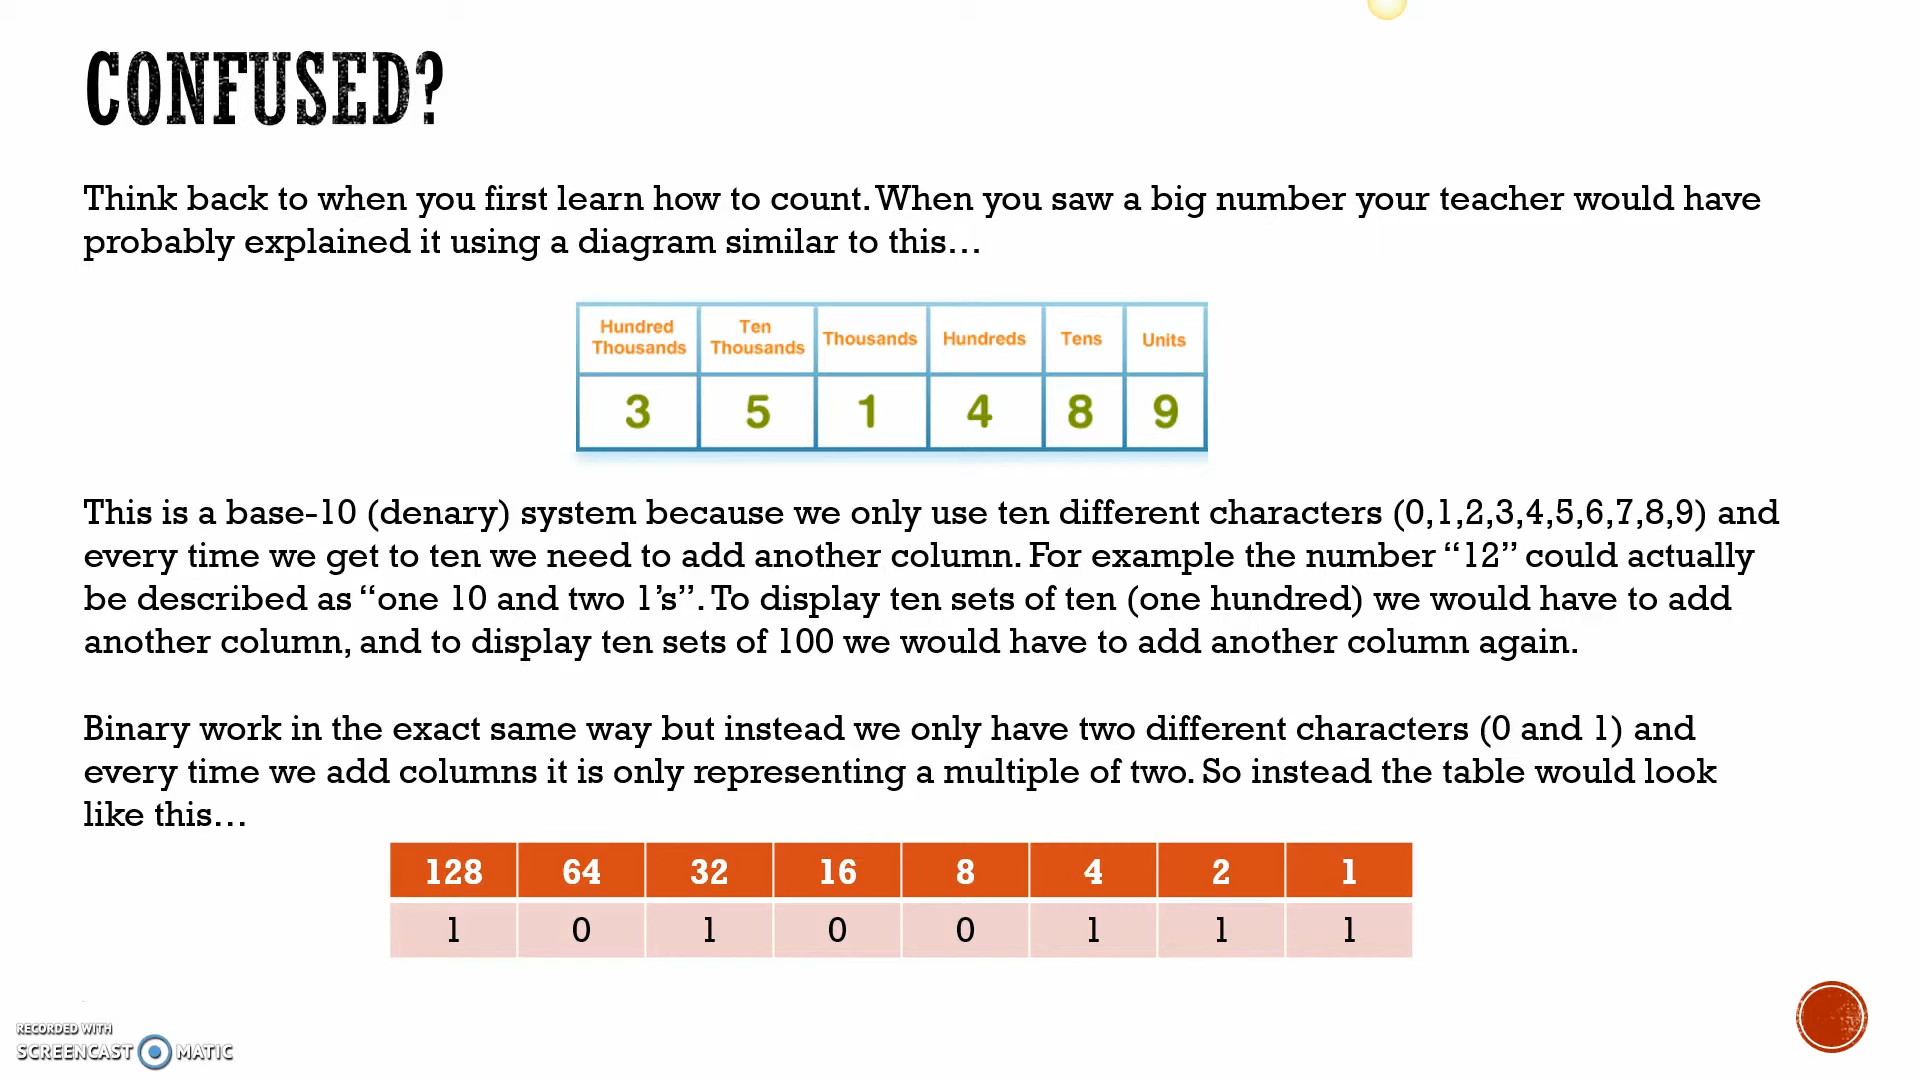 CONFUSED?
Think back to when you first learn how to count. When you saw a big number your teacher would have
probably explained it using a diagram similar to this…
Hundred Thousands Ten Thousands Thousands Hundreds Tens Units
3 5 1 4 8 9
This is a base-10 (denary) system because we only use ten different characters (0,1,2,3,4,5,6,7,8,9) and
every time we get to ten we need to add another column. For example the number “12” could actually
be described as “one 10 and two 1’s”. To display ten sets of ten (one hundred) we would have to add
another column, and to display ten sets of 100 we would have to add another column again.
Binary work in the exact same way but instead we only have two different characters (0 and 1) and
every time we add columns it is only representing a multiple of two. So instead the table would look
like this…
128 64 32 16 8 4 2 1
1 0 1 0 0 1 1 1
RECORDED WITH
SCREENCAST MATIC